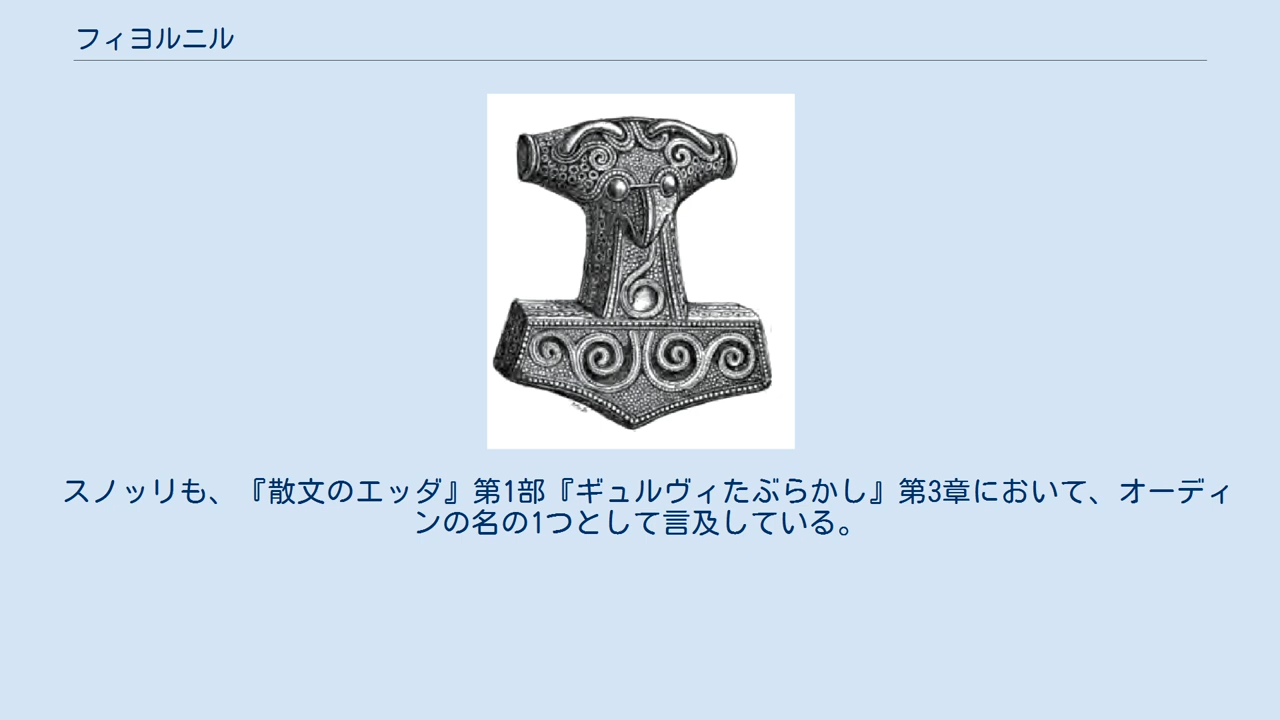 フィヨルニル
スノッリも、『散文のエッダ』第1部『ギュルヴィたぶらかし』第3章において、オーディ
ンの名の1つとして言及している。